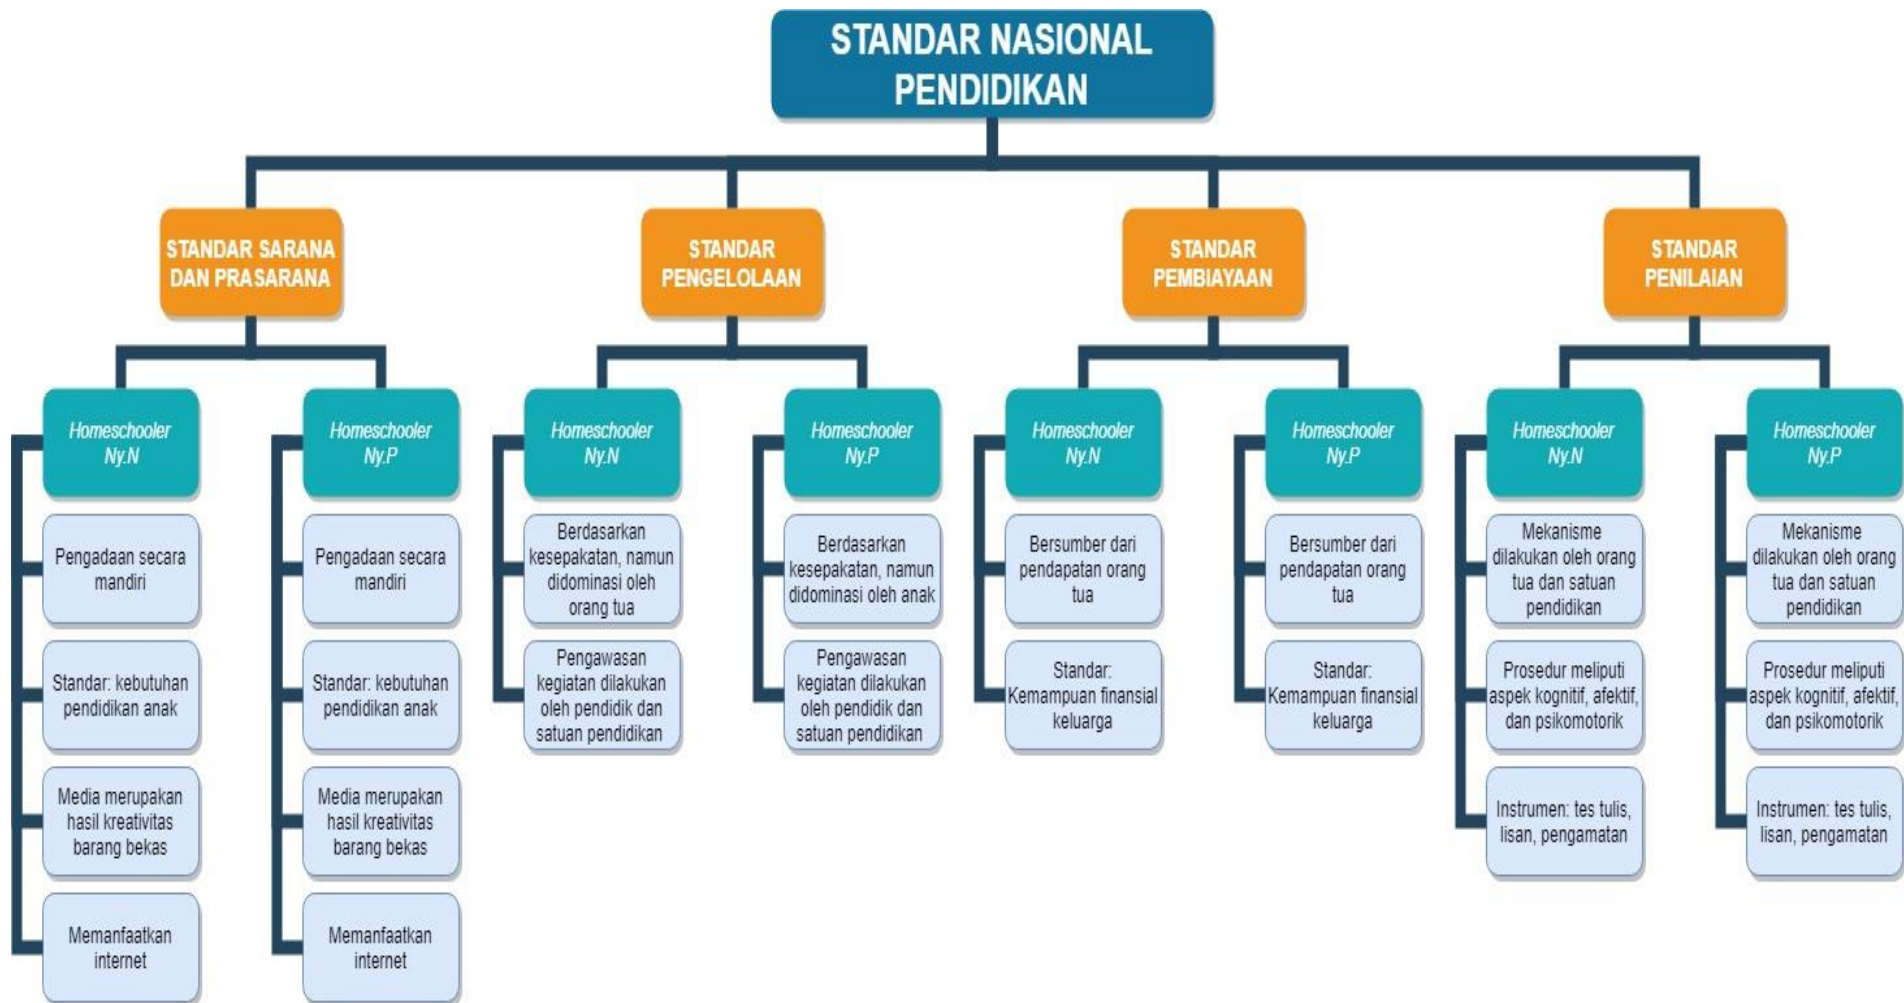 STANDAR NASIONAL
PENDIDIKAN
STANDAR SARANA
DAN PRASARANA
Homeschooler
Ny.N
Pengadaan secara
mandiri
Standar: kebutuhan
pendidikan anak
Media merupakan
hasil kreativitas
barang bekas
Memanfaatkan
internet
Homeschooler
Ny.P
Pengadaan secara
mandiri
Standar: kebutuhan
pendidikan anak
Media merupakan
hasil kreativitas
barang bekas
Memanfaatkan
internet
STANDAR
PENGELOLAAN
Homeschooler
Ny.N
Berdasarkan
kesepakatan, namun
didominasi oleh
orang tua
Pengawasan
kegiatan dilakukan
oleh pendidik dan
satuan pendidikan
Homeschooler
Ny.P
Berdasarkan
kesepakatan, namun
didominasi oleh anak
Pengawasan
kegiatan dilakukan
oleh pendidik dan
satuan pendidikan
STANDAR
PEMBIAYAAN
Homeschooler
Ny.N
Bersumber dari
pendapatan orang
tua
Standar:
Kemampuan finansial
keluarga
Homeschooler
Ny.P
Bersumber dari
pendapatan orang
tua
Standar:
Kemampuan finansial
keluarga
STANDAR
PENILAIAN
Homeschooler
Ny.N
Mekanisme
dilakukan oleh orang
tua dan satuan
pendidikan
Prosedur meliputi
aspek kognitif, afektif,
dan psikomotorik
Instrumen: tes tulis,
lisan, pengamatan
Homeschooler
Ny.P
Mekanisme
dilakukan oleh orang
tua dan satuan
pendidikan
Prosedur meliputi
aspek kognitif, afektif,
dan psikomotorik
Instrumen: tes tulis,
lisan, pengamatan